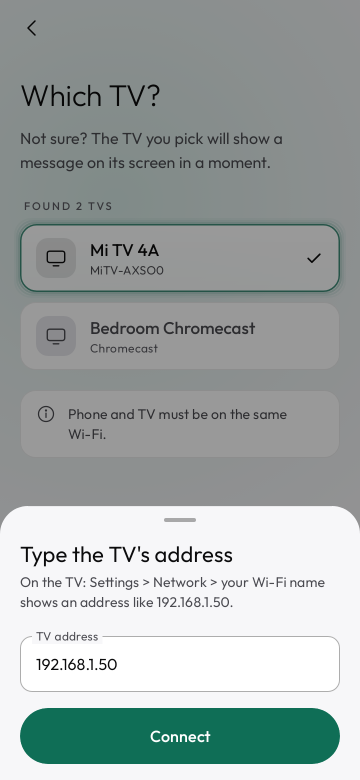 Which TV?
Not sure? The TV you pick will show a
message on its screen in a moment.
FOUND 2 TVS
Mi TV 4A
MiTV-AXSO0
Bedroom Chromecast
Chromecast
Phone and TV must be on the same
Wi-Fi.
Type the TV's address
On the TV: Settings > Network > your Wi-Fi name
shows an address like 192.168.1.50.
TV address
192.168.1.50
Connect